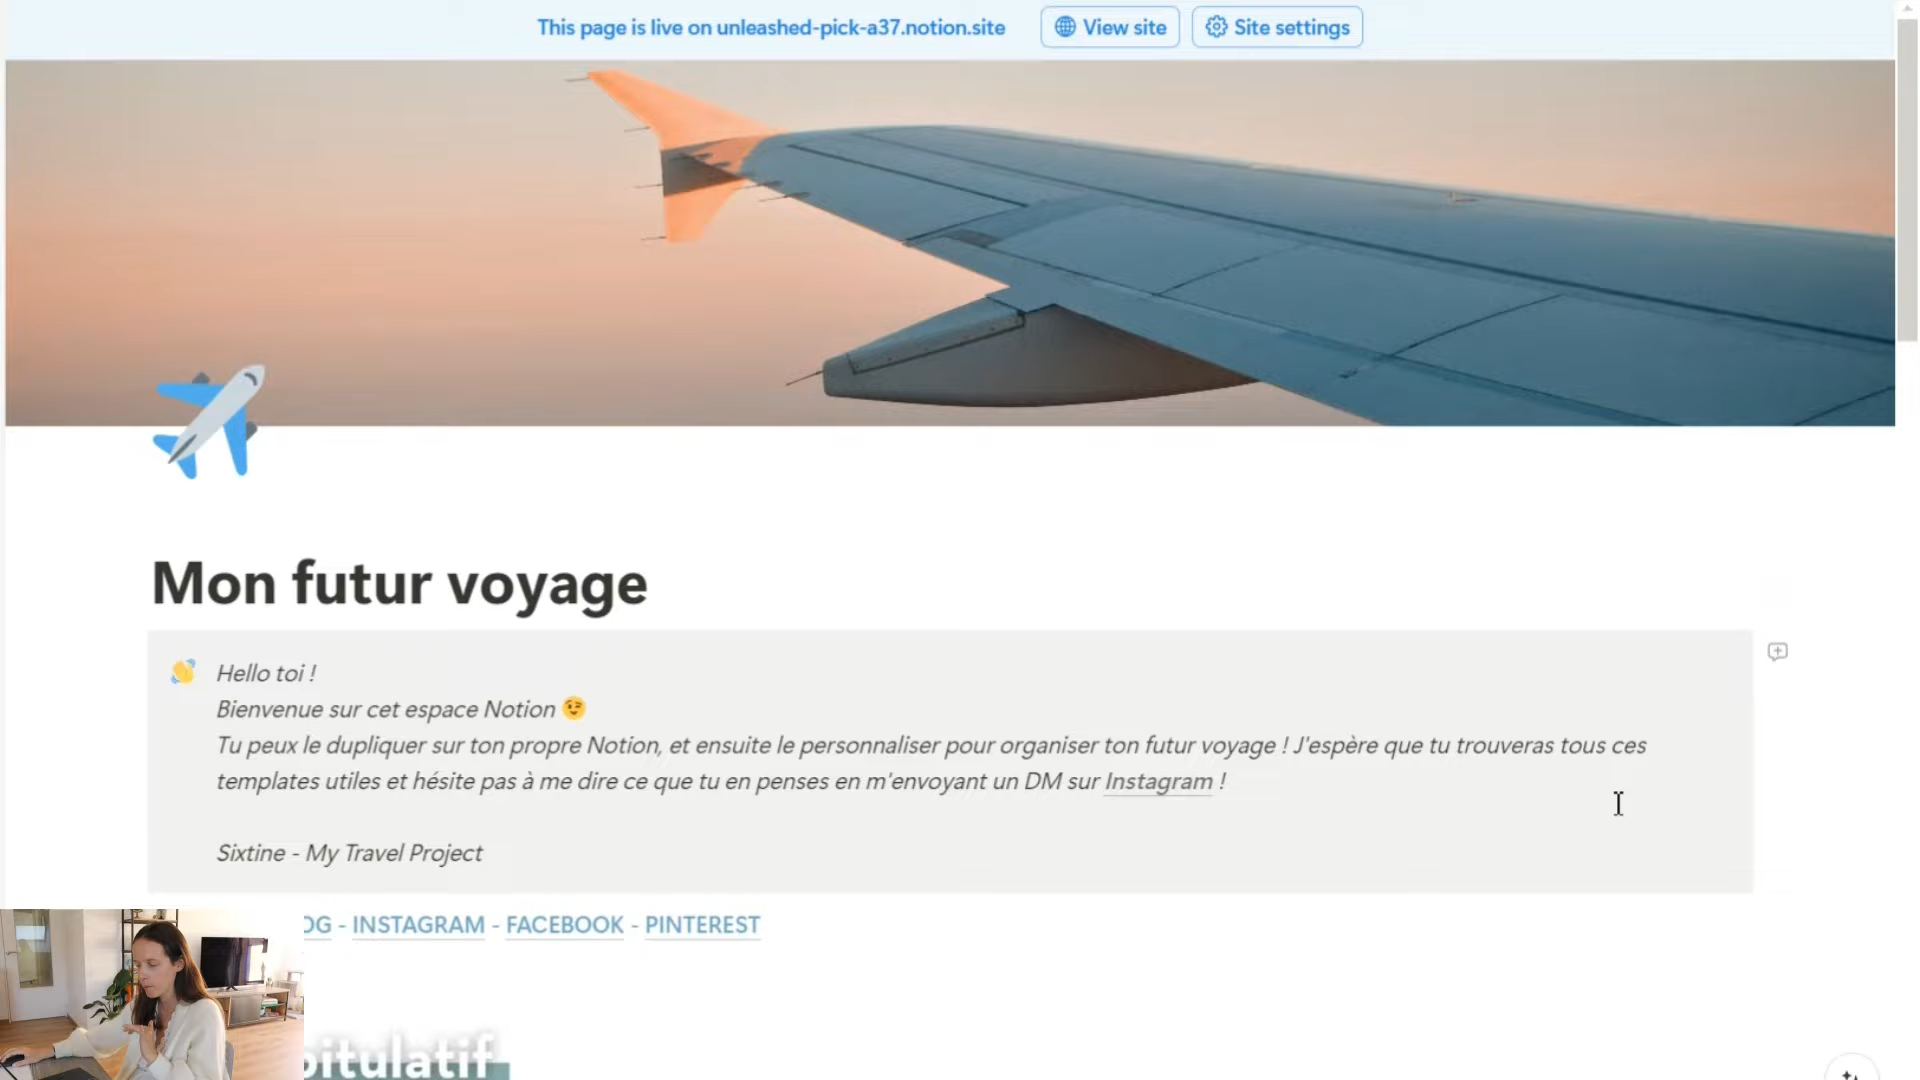 This page is live on unleashed-pick-a37.notion.site
View site
Site settings
Mon futur voyage
Hello toi !
Bienvenue sur cet espace Notion
Tu peux le dupliquer sur ton propre Notion, et ensuite le personnaliser pour organiser ton futur voyage ! J'espère que tu trouveras tous ces
templates utiles et hésite pas à me dire ce que tu en penses en m'envoyant un DM sur Instagram !
Sixtine - My Travel Project
OG - INSTAGRAM - FACEBOOK - PINTEREST
pitulatif